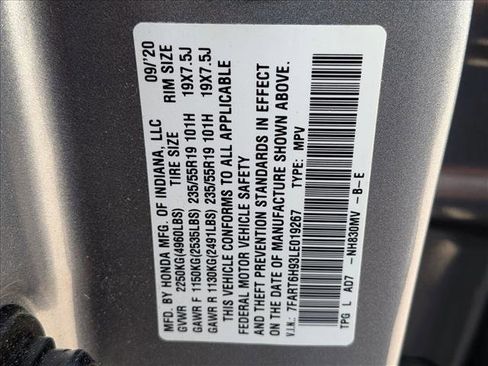 MFD. BY HONDA MFG. OF INDIANA, LLC 09/'20
TIRE SIZE RIM SIZE
GVWR 2250KG(4960LBS)
GAWR F 1150KG(2535LBS) 235/55R19 101H 19X7.5J
GAWR R 1130KG(2491LBS) 235/55R19 101H 19X7.5J
THIS VEHICLE CONFORMS TO ALL APPLICABLE
FEDERAL MOTOR VEHICLE SAFETY
AND THEFT PREVENTION STANDARDS IN EFFECT
ON THE DATE OF MANUFACTURE SHOWN ABOVE.
V.I.N.: 7FART6H93LE019267 TYPE: MPV
TPG L AD7 -NH830MV -B-E